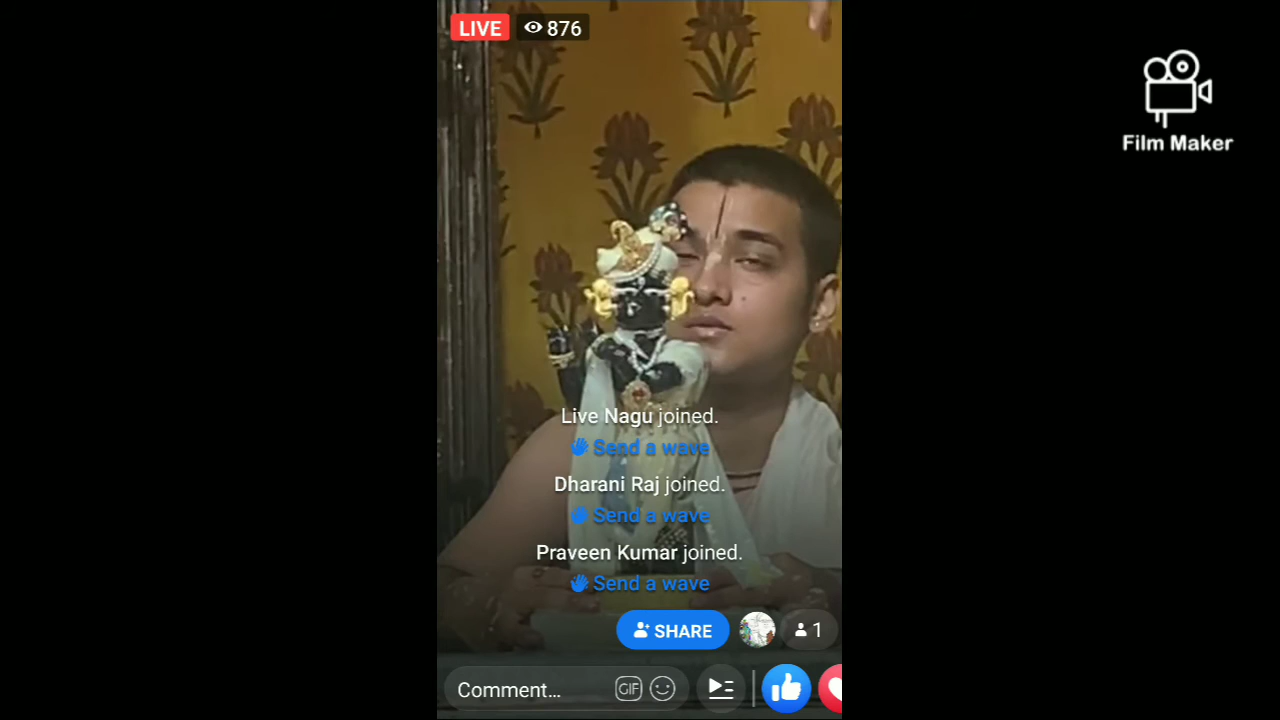 LIVE 876
Film Maker
Live Nagu joined.
Send a wave
Dharani Raj joined.
Send a wave
Praveen Kumar joined.
Send a wave
SHARE
1
Comment...
GIF